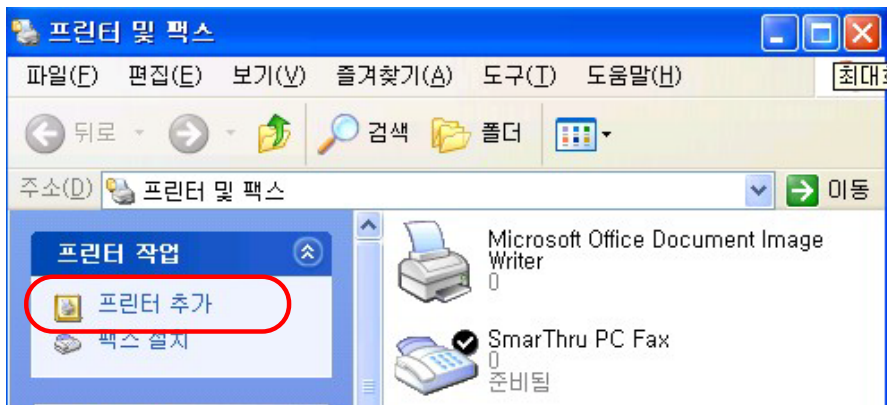 프린터 및 팩스
파일(F) 편집(E) 보기(V) 즐겨찾기(A) 도구(T) 도움말(H)
뒤로 검색 폴더
주소(D) 프린터 및 팩스 이동
프린터 작업
프린터 추가
팩스 설치
Microsoft Office Document Image
Writer
0
SmarThru PC Fax
0
준비됨